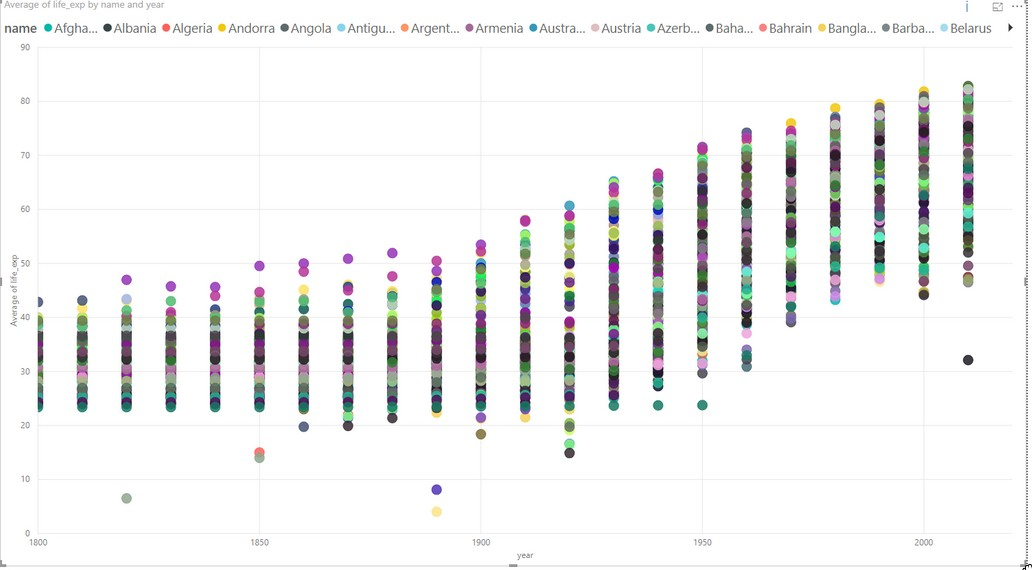 Average of life_exp by name and year
name Afgha... Albania Algeria Andorra Angola Antigu... Argent... Armenia Austra... Austria Azerb... Baha... Bahrain Bangla... Barba... Belarus
90
80
70
60
50
40
30
20
10
0
Average of life_exp
1800 1850 1900 1950 2000
year